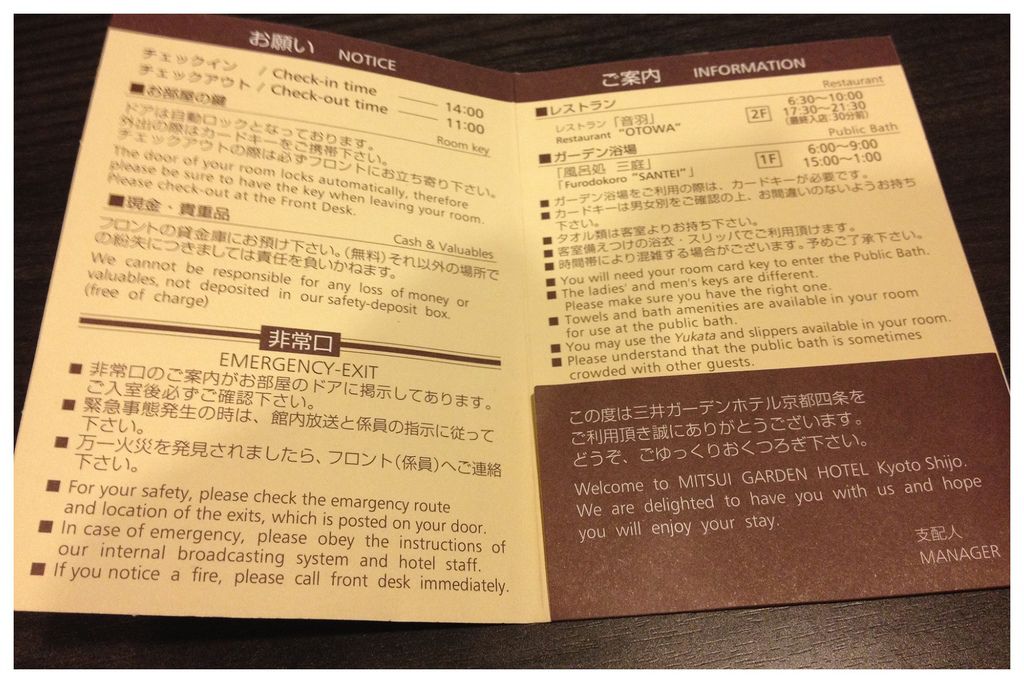 お願い NOTICE
チェックイン / Check-in time 14:00
チェックアウト / Check-out time 11:00
■お部屋の鍵 Room key
ドアは自動ロックとなっております。
外出の際はカードキーをご携帯下さい。
チェックアウトの際は必ずフロントにお立ち寄り下さい。
The door of your room locks automatically, therefore
please be sure to have the key when leaving your room.
Please check-out at the Front Desk.
■現金・貴重品 Cash & Valuables
フロントの貸金庫にお預け下さい。(無料)それ以外の場所で
の紛失につきましては責任を負いかねます。
We cannot be responsible for any loss of money or
valuables, not deposited in our safety-deposit box.
(free of charge)
非常口
EMERGENCY-EXIT
■ 非常口のご案内がお部屋のドアに掲示してあります。
ご入室後必ずご確認下さい。
■ 緊急事態発生の時は、館内放送と係員の指示に従って
下さい。
■ 万一火災を発見されましたら、フロント(係員)へご連絡
下さい。
■ For your safety, please check the emargency route
and location of the exits, which is posted on your door.
■ In case of emergency, please obey the instructions of
our internal broadcasting system and hotel staff.
■ If you notice a fire, please call front desk immediately.
ご案内 INFORMATION
■レストラン Restaurant
レストラン「音羽」 2F 6:30～10:00
Restaurant "OTOWA" 17:30～21:30
(最終入店:30分前)
■ガーデン浴場 Public Bath
「風呂処 三庭」 1F 6:00～9:00
「Furodokoro "SANTEI"」 15:00～1:00
■ ガーデン浴場をご利用の際は、カードキーが必要です。
■ カードキーは男女別をご確認の上、お間違いのないようお持ち
下さい。
■ タオル類は客室よりお持ち下さい。
■ 客室備えつけの浴衣・スリッパでご利用頂けます。
■ 時間帯により混雑する場合がございます。予めご了承下さい。
■ You will need your room card key to enter the Public Bath.
■ The ladies' and men's keys are different.
Please make sure you have the right one.
■ Towels and bath amenities are available in your room
for use at the public bath.
■ You may use the Yukata and slippers available in your room.
■ Please understand that the public bath is sometimes
crowded with other guests.
この度は三井ガーデンホテル京都四条を
ご利用頂き誠にありがとうございます。
どうぞ、ごゆっくりおくつろぎ下さい。
Welcome to MITSUI GARDEN HOTEL Kyoto Shijo.
We are delighted to have you with us and hope
you will enjoy your stay.
支配人
MANAGER